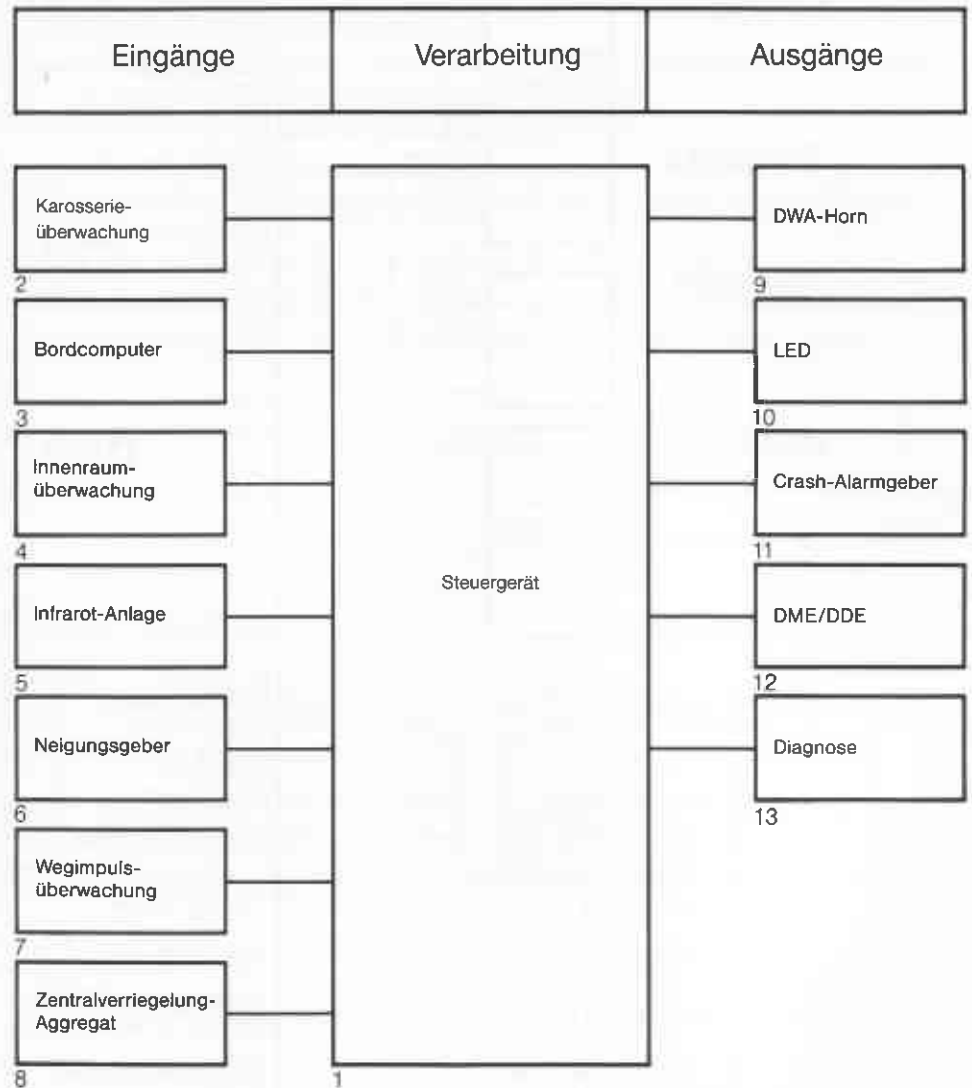 Eingänge
Verarbeitung
Ausgänge
Karosserie-
überwachung
2
Bordcomputer
3
Innenraum-
überwachung
4
Infrarot-Anlage
5
Neigungsgeber
6
Wegimpuls-
überwachung
7
Zentralverriegelung-
Aggregat
8
Steuergerät
1
DWA-Horn
9
LED
10
Crash-Alarmgeber
11
DME/DDE
12
Diagnose
13